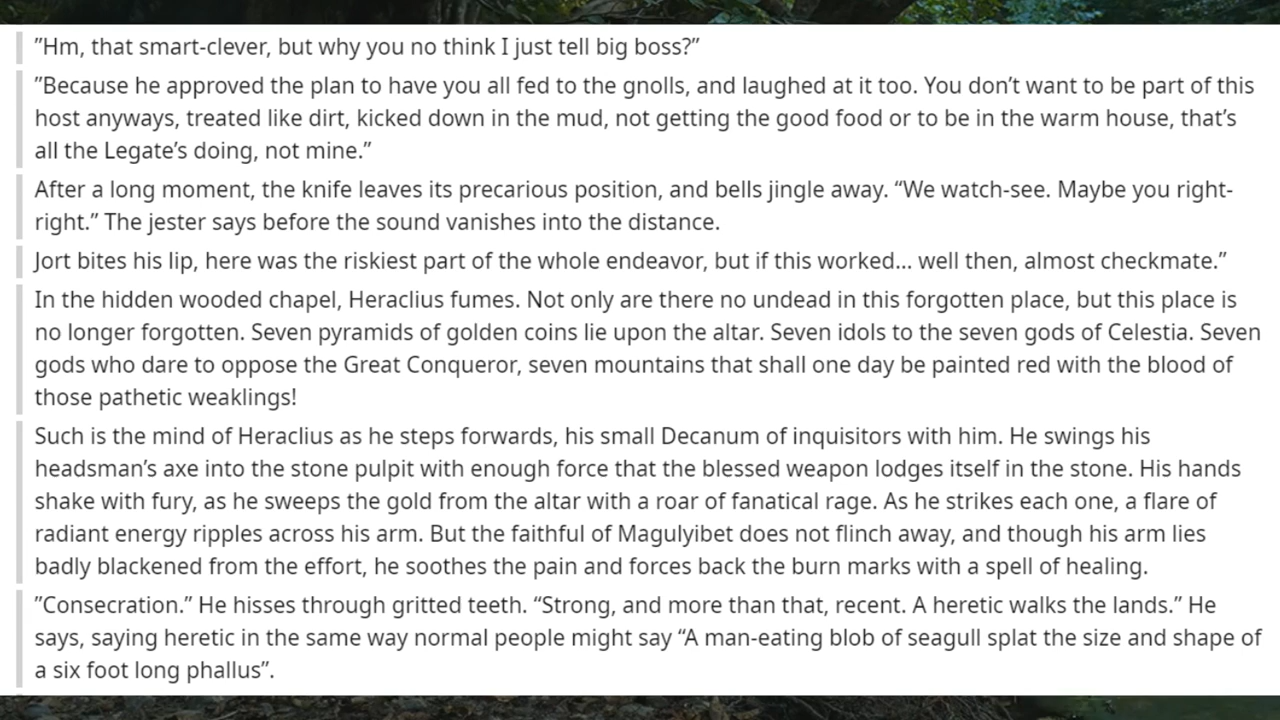 ”Hm, that smart-clever, but why you no think I just tell big boss?”
”Because he approved the plan to have you all fed to the gnolls, and laughed at it too. You don’t want to be part of this
host anyways, treated like dirt, kicked down in the mud, not getting the good food or to be in the warm house, that’s
all the Legate’s doing, not mine.”
After a long moment, the knife leaves its precarious position, and bells jingle away. “We watch-see. Maybe you right-
right.” The jester says before the sound vanishes into the distance.
Jort bites his lip, here was the riskiest part of the whole endeavor, but if this worked... well then, almost checkmate.”
In the hidden wooded chapel, Heraclius fumes. Not only are there no undead in this forgotten place, but this place is
no longer forgotten. Seven pyramids of golden coins lie upon the altar. Seven idols to the seven gods of Celestia. Seven
gods who dare to oppose the Great Conqueror, seven mountains that shall one day be painted red with the blood of
those pathetic weaklings!
Such is the mind of Heraclius as he steps forwards, his small Decanum of inquisitors with him. He swings his
headsman’s axe into the stone pulpit with enough force that the blessed weapon lodges itself in the stone. His hands
shake with fury, as he sweeps the gold from the altar with a roar of fanatical rage. As he strikes each one, a flare of
radiant energy ripples across his arm. But the faithful of Magulyibet does not flinch away, and though his arm lies
badly blackened from the effort, he soothes the pain and forces back the burn marks with a spell of healing.
”Consecration.” He hisses through gritted teeth. “Strong, and more than that, recent. A heretic walks the lands.” He
says, saying heretic in the same way normal people might say “A man-eating blob of seagull splat the size and shape of
a six foot long phallus”.